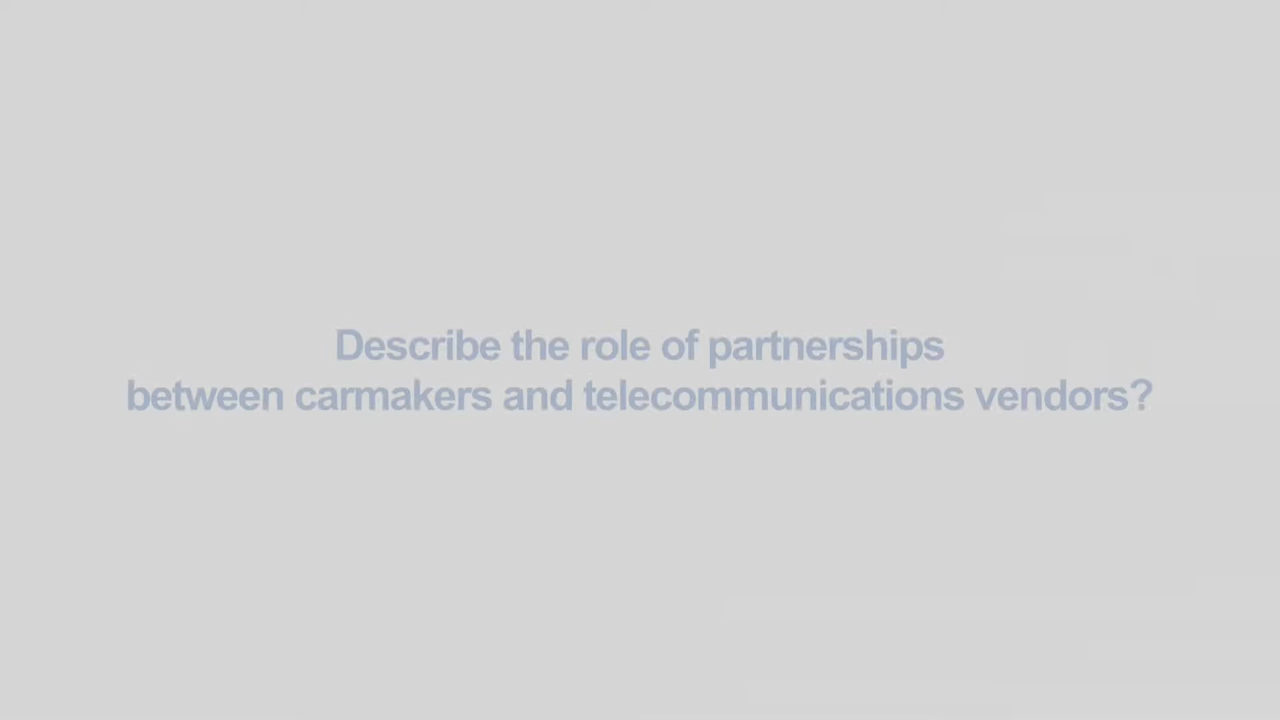 Describe the role of partnerships
between carmakers and telecommunications vendors?